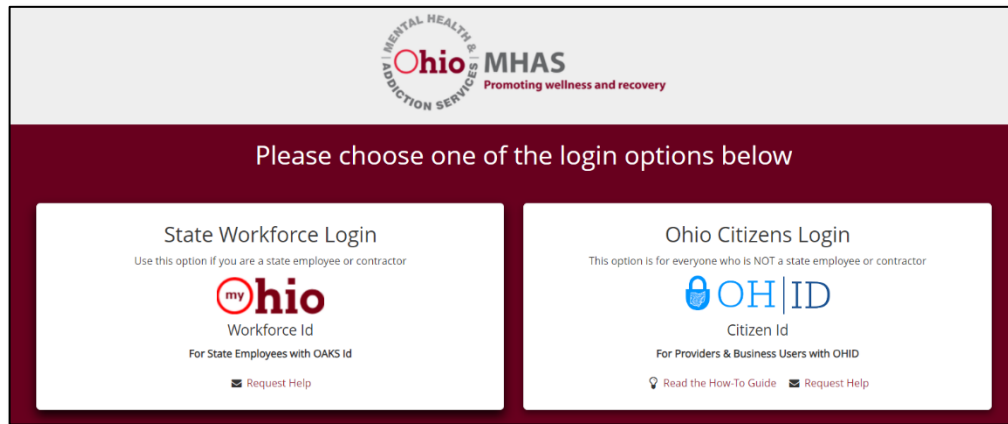 MENTAL HEALTH & ADDICTION SERVICES
Ohio
MHAS
Promoting wellness and recovery
Please choose one of the login options below
State Workforce Login
Use this option if you are a state employee or contractor
my Ohio
Workforce Id
For State Employees with OAKS Id
Request Help
Ohio Citizens Login
This option is for everyone who is NOT a state employee or contractor
OH|ID
Citizen Id
For Providers & Business Users with OHID
Read the How-To Guide Request Help